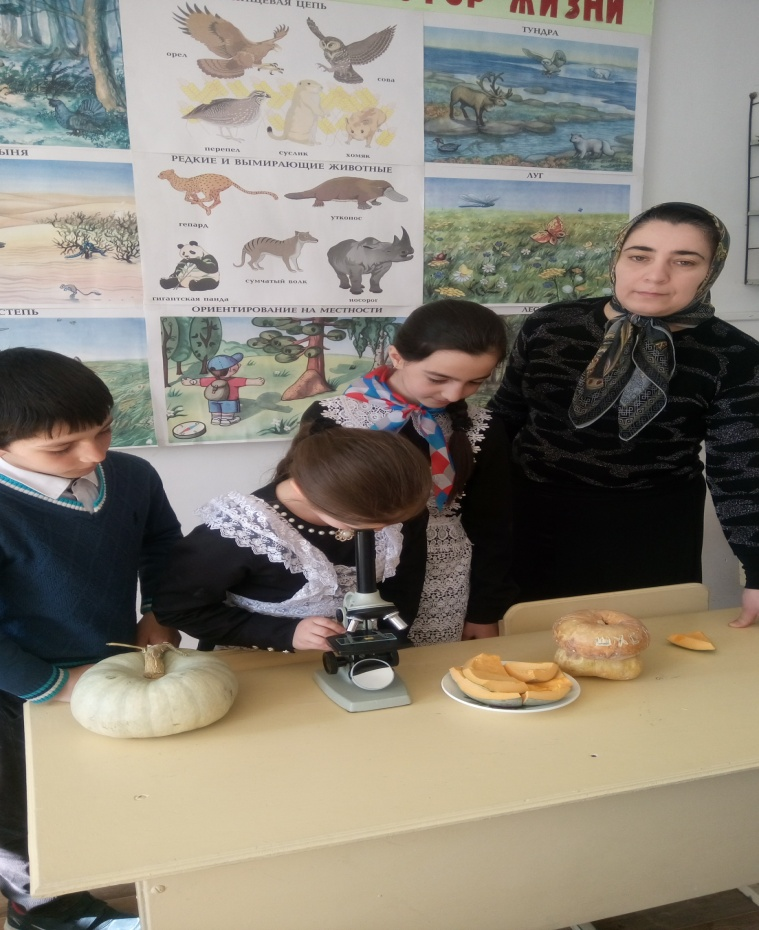 ЖИЗНИ
ПИЩЕВАЯ ЦЕПЬ
орел
сова
перепел
суслик
хомяк
РЕДКИЕ И ВЫМИРАЮЩИЕ ЖИВОТНЫЕ
гепард
утконос
гигантская панда
сумчатый волк
носорог
ОРИЕНТИРОВАНИЕ НА МЕСТНОСТИ
ТУНДРА
ЛУГ
СТЕПЬ